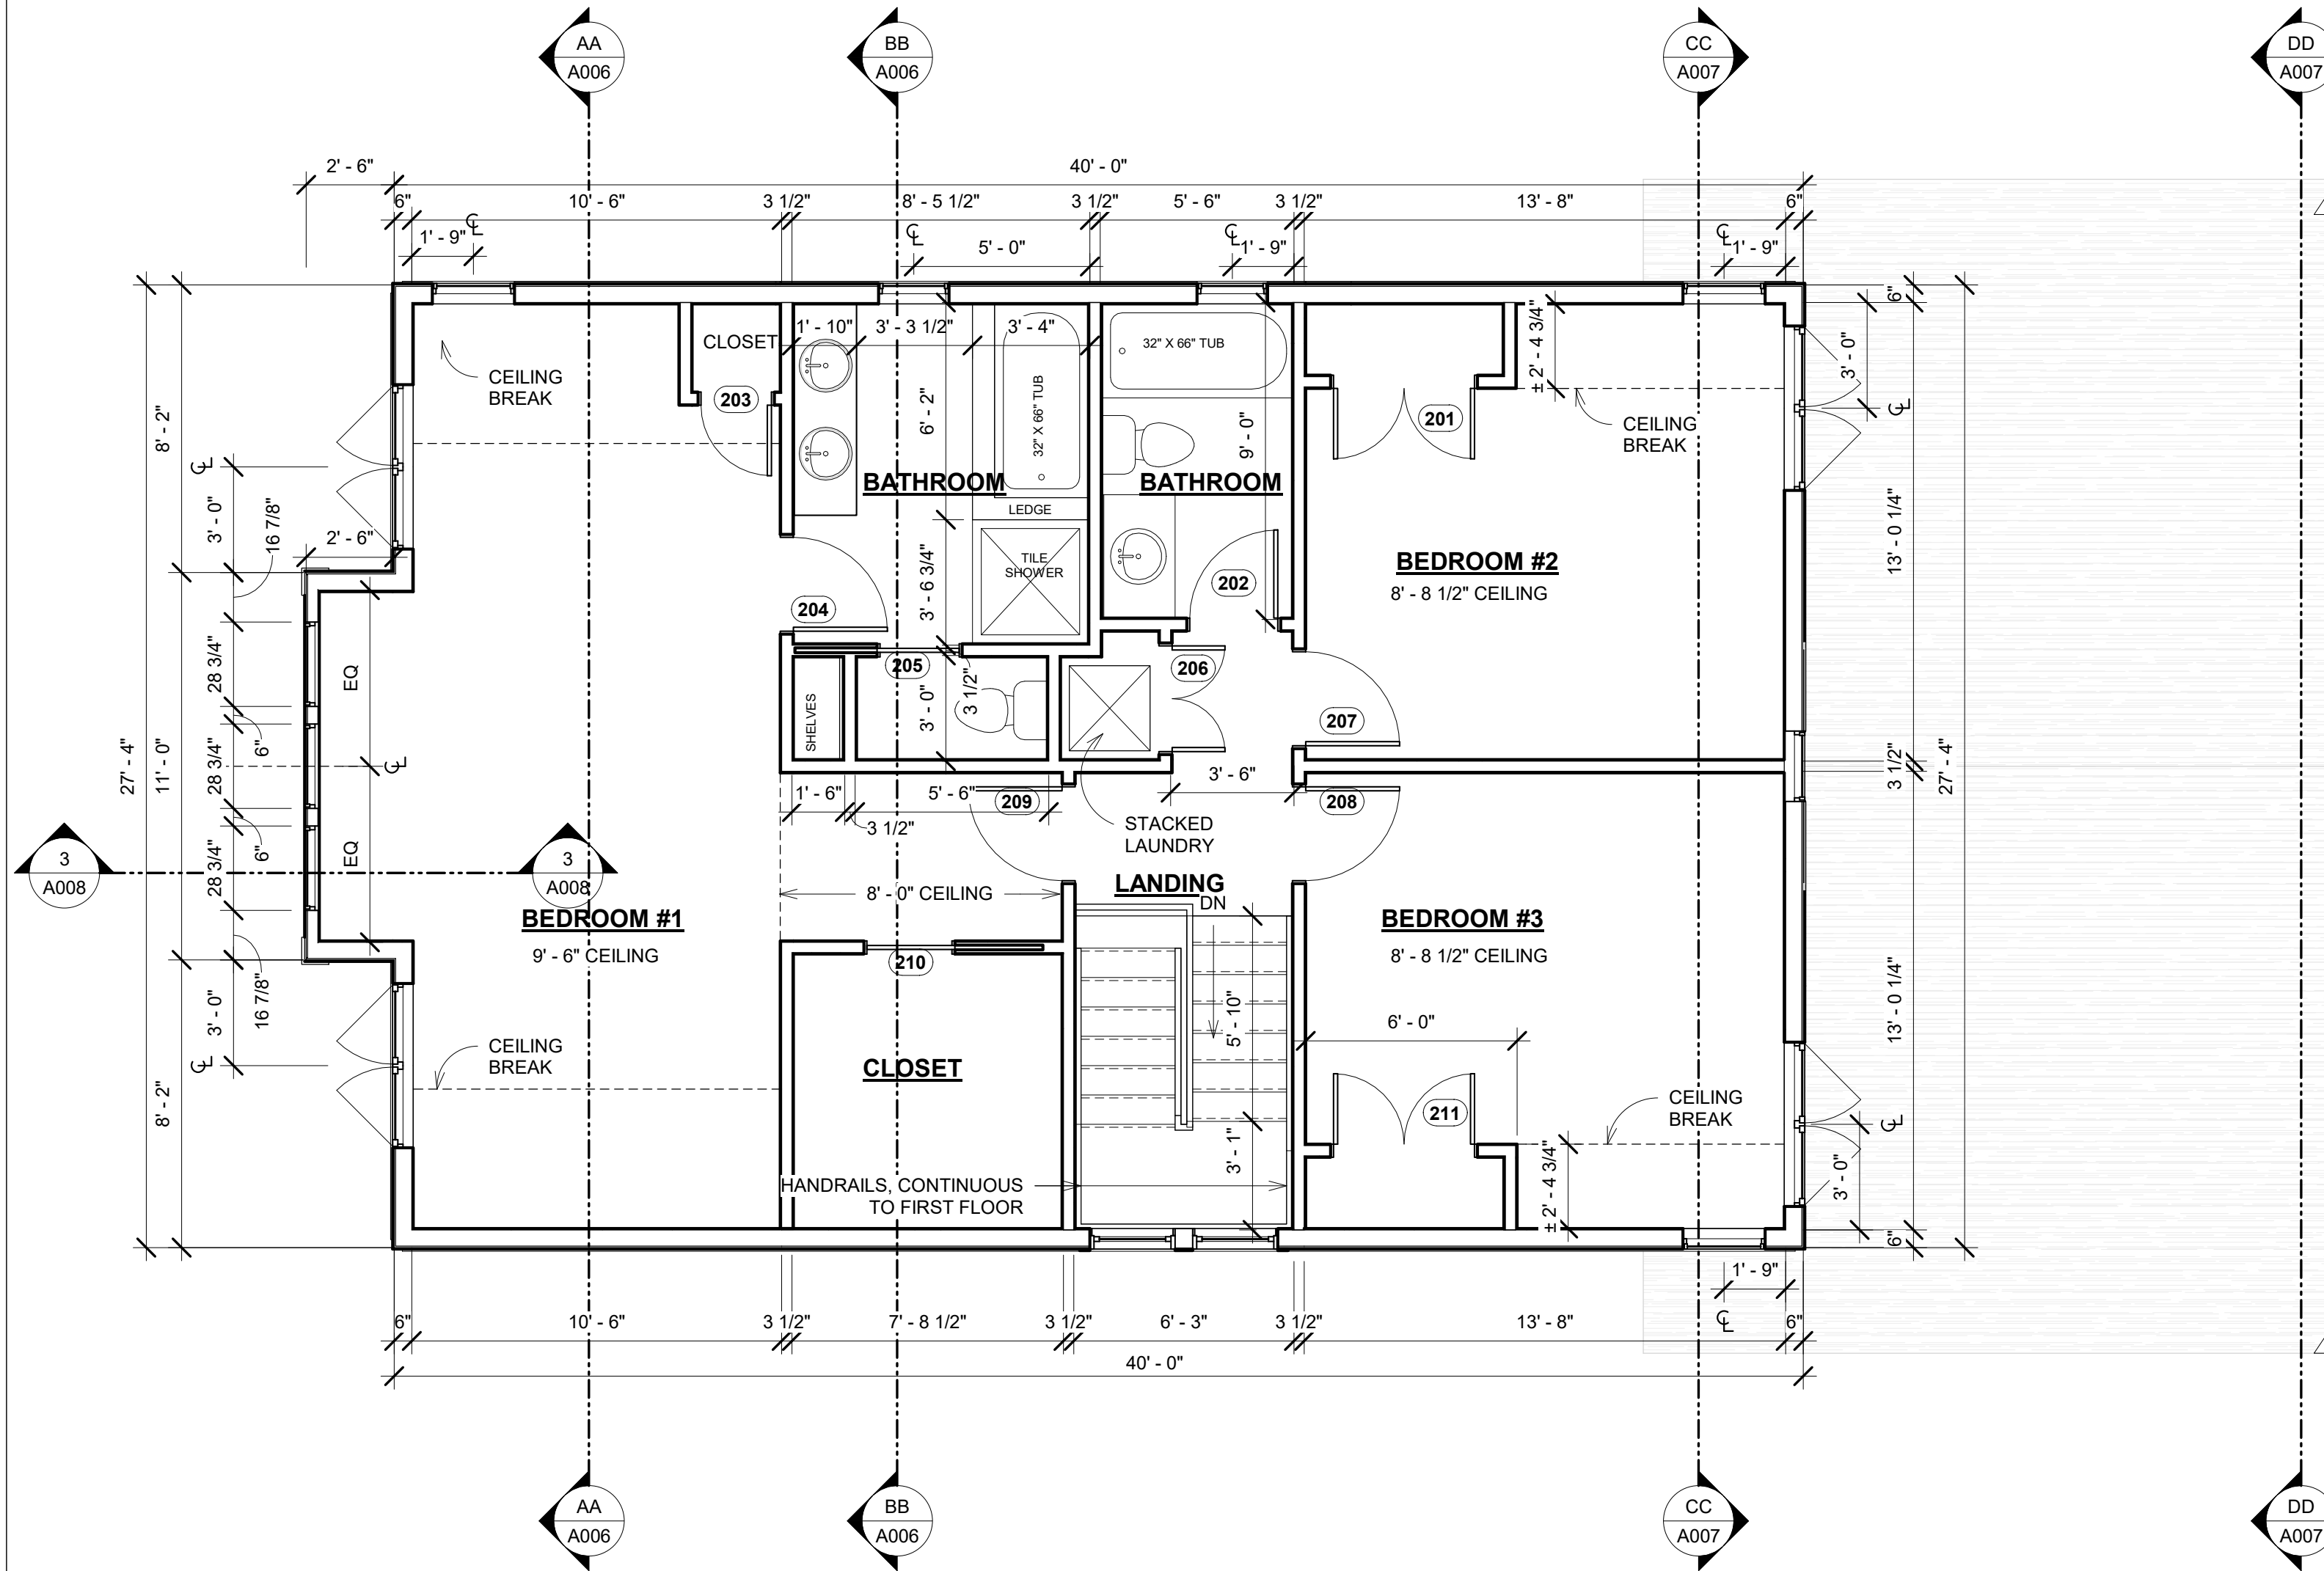 AA
A006
BB
A006
CC
A007
DD
A007
2' - 6"
40' - 0"
6"
10' - 6"
3 1/2"
8' - 5 1/2"
3 1/2"
5' - 6"
3 1/2"
13' - 8"
6"
1' - 9"
℄
℄
5' - 0"
℄
1' - 9"
℄
1' - 9"
27' - 4"
8' - 2"
11' - 0"
8' - 2"
℄
3' - 0"
16 7/8"
2' - 6"
28 3/4"
6"
28 3/4"
6"
28 3/4"
16 7/8"
3' - 0"
℄
EQ
℄
EQ
CEILING
BREAK
CLOSET
203
1' - 10"
3' - 3 1/2"
3' - 4"
6' - 2"
32" X 66" TUB
BATHROOM
LEDGE
TILE
SHOWER
3' - 6 3/4"
204
205
SHELVES
3' - 0"
3 1/2"
32" X 66" TUB
9' - 0"
BATHROOM
202
206
± 2' - 4 3/4"
201
CEILING
BREAK
BEDROOM #2
8' - 8 1/2" CEILING
207
3' - 0"
℄
6"
13' - 0 1/4"
3 1/2"
27' - 4"
13' - 0 1/4"
6"
1' - 6"
3 1/2"
5' - 6"
209
3' - 6"
208
STACKED
LAUNDRY
3
A008
3
A008
8' - 0" CEILING
LANDING
DN
BEDROOM #1
9' - 6" CEILING
BEDROOM #3
8' - 8 1/2" CEILING
210
CEILING
BREAK
CLOSET
5' - 10"
3' - 1"
HANDRAILS, CONTINUOUS
TO FIRST FLOOR
6' - 0"
211
± 2' - 4 3/4"
CEILING
BREAK
℄
3' - 0"
1' - 9"
℄
6"
10' - 6"
3 1/2"
7' - 8 1/2"
3 1/2"
6' - 3"
3 1/2"
13' - 8"
6"
40' - 0"
AA
A006
BB
A006
CC
A007
DD
A007